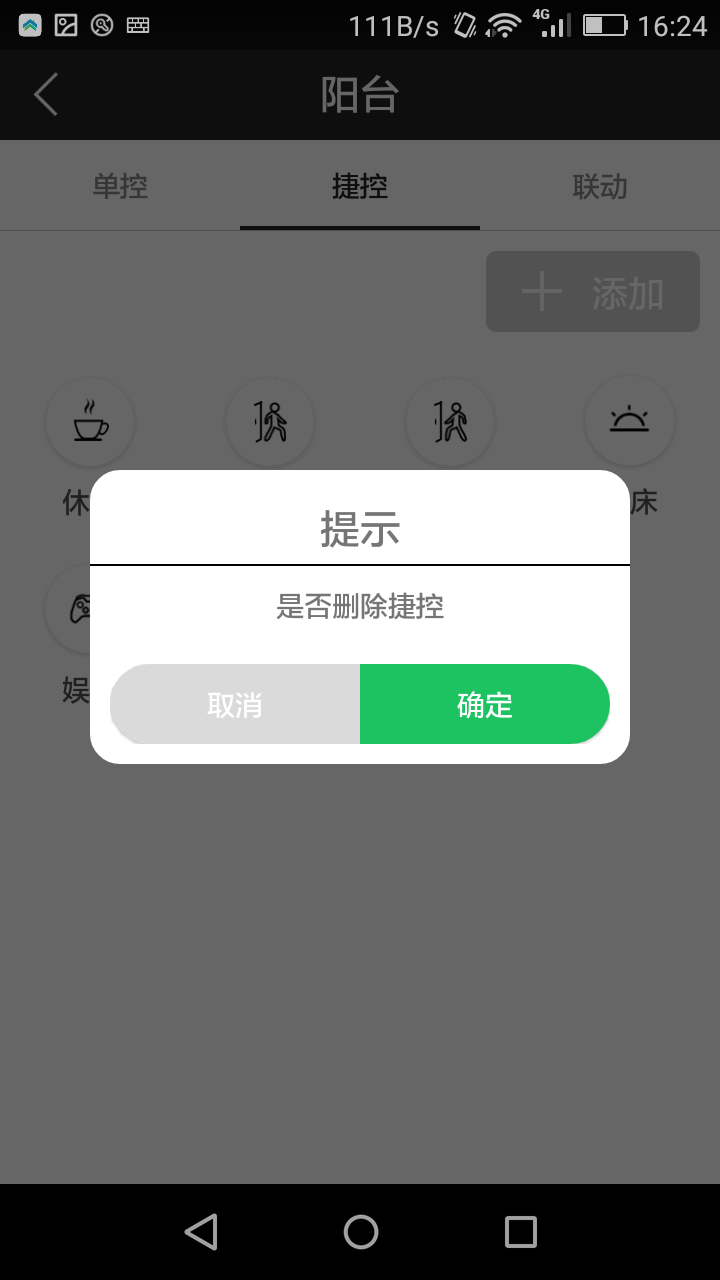 111B/s 4G 16:24
阳台
单控 捷控 联动
添加
休 床
提示
是否删除捷控
娱
取消 确定